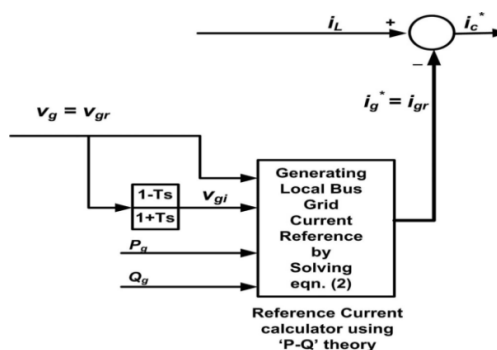 i_L
+
i_c*
–
v_g = v_gr
i_g* = i_gr
1-Ts
1+Ts
v_gi
P_g
Q_g
Generating
Local Bus
Grid
Current
Reference
by
Solving
eqn. (2)
Reference Current
calculator using
‘P-Q’ theory